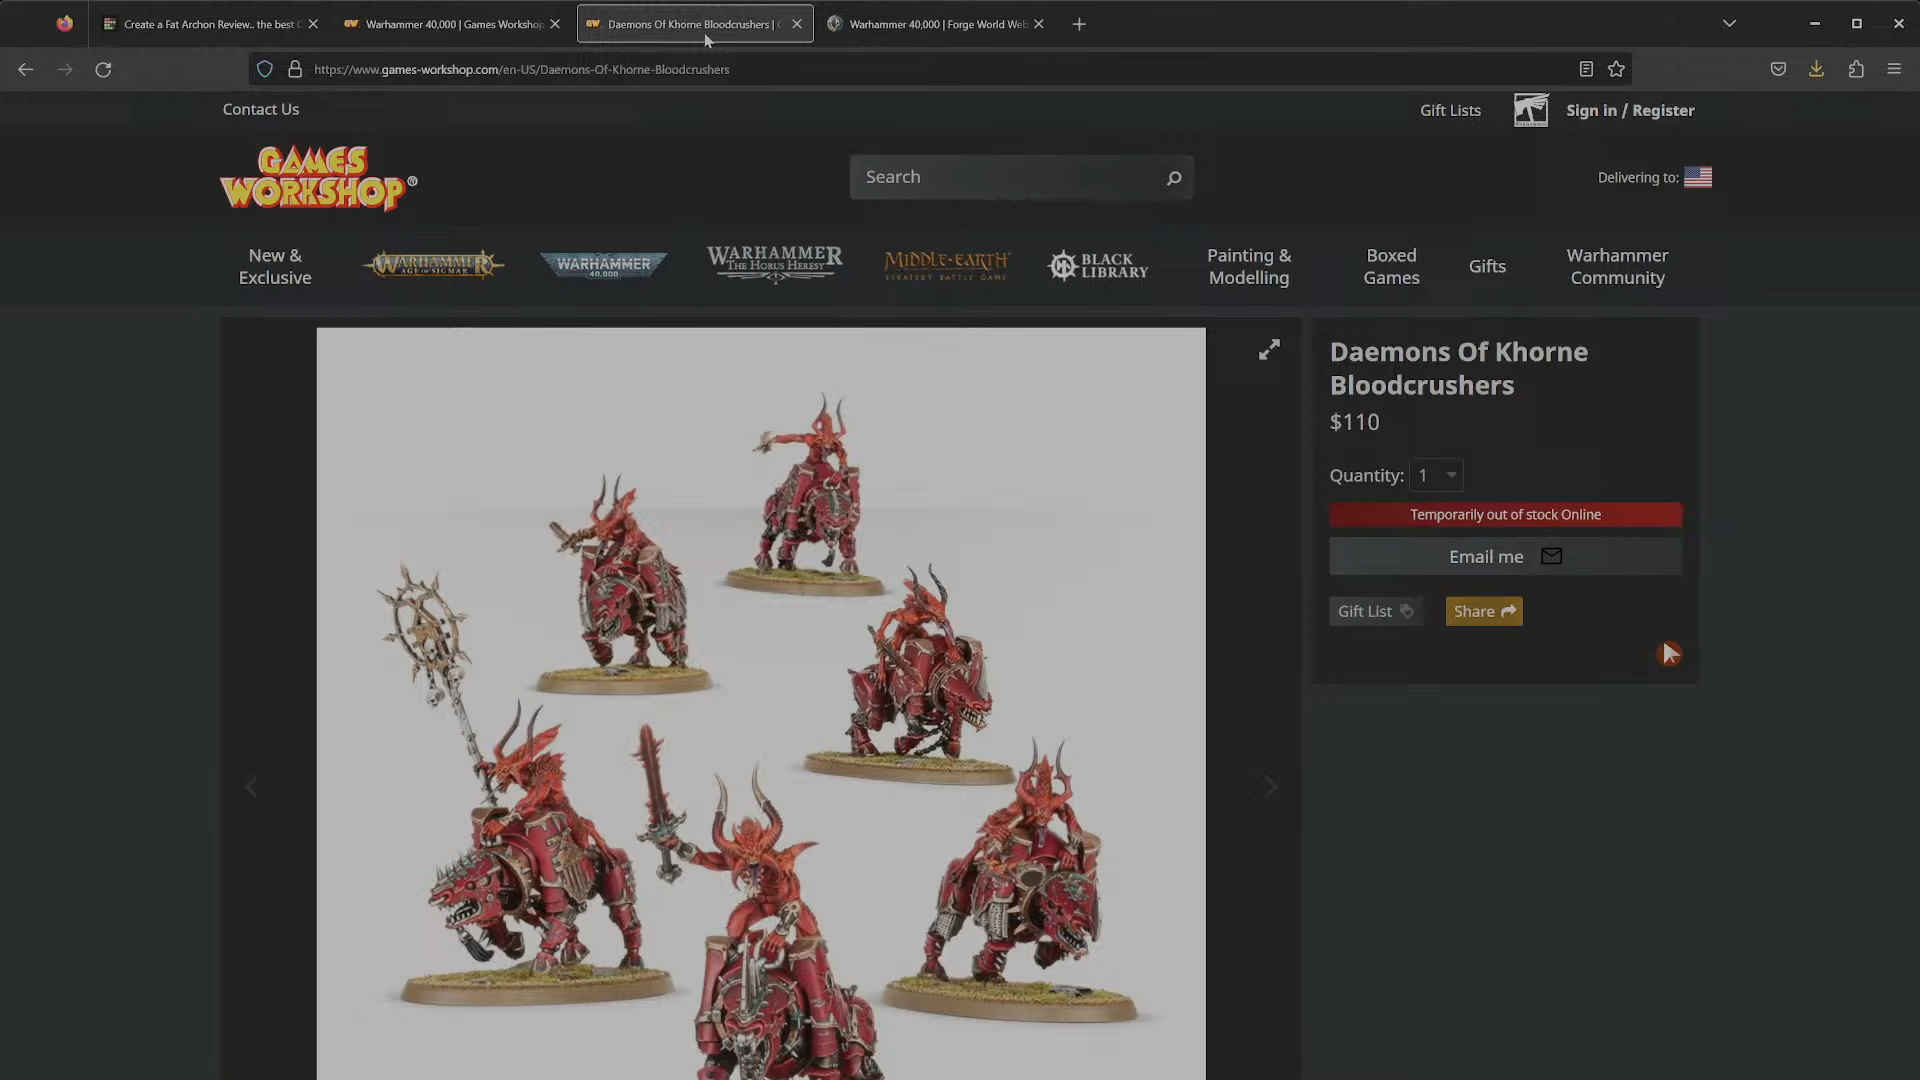 Create a Fat Archon Review.. the best
Warhammer 40,000 | Games Workshop
GW
Daemons Of Khorne Bloodcrushers |
Warhammer 40,000 | Forge World Web
https://www.games-workshop.com/en-US/Daemons-Of-Khorne-Bloodcrushers
Contact Us
Gift Lists
Sign in / Register
GAMES
WORKSHOP®
Search
Delivering to:
New &
Exclusive
WARHAMMER
AGE OF SIGMAR
WARHAMMER
40,000
WARHAMMER
THE HORUS HERESY
MIDDLE-EARTH
STRATEGY BATTLE GAME
BLACK
LIBRARY
Painting &
Modelling
Boxed
Games
Gifts
Warhammer
Community
Daemons Of Khorne
Bloodcrushers
$110
Quantity: 1
Temporarily out of stock Online
Email me
Gift List
Share